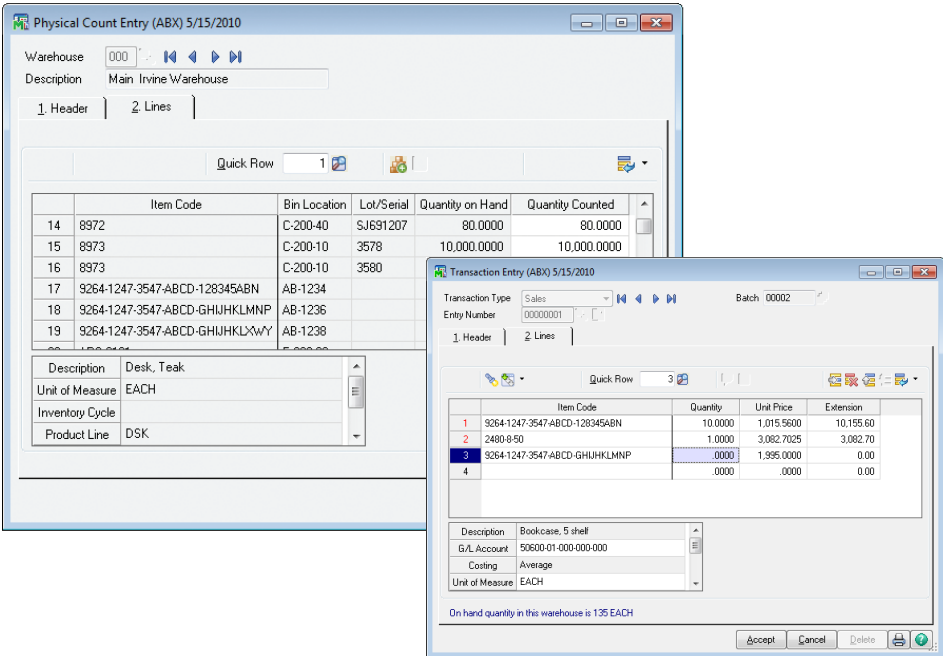 Physical Count Entry (ABX) 5/15/2010
Warehouse 000
Description Main Irvine Warehouse
1. Header 2. Lines
Quick Row 1
Item Code Bin Location Lot/Serial Quantity on Hand Quantity Counted
14 8972 C-200-40 SJ691207 80.0000 80.0000
15 8973 C-200-10 3578 10,000.0000 10,000.0000
16 8973 C-200-10 3580
17 9264-1247-3547-ABCD-128345ABN AB-1234
18 9264-1247-3547-ABCD-GHIJHKLMNP AB-1236
19 9264-1247-3547-ABCD-GHIJHKLXWY AB-1238
Description Desk, Teak
Unit of Measure EACH
Inventory Cycle
Product Line DSK
Transaction Entry (ABX) 5/15/2010
Transaction Type Sales Batch 00002
Entry Number 00000001
1. Header 2. Lines
Quick Row 3
Item Code Quantity Unit Price Extension
1 9264-1247-3547-ABCD-128345ABN 10.0000 1,015.5600 10,155.60
2 2480-8-50 1.0000 3,082.7025 3,082.70
3 9264-1247-3547-ABCD-GHIJHKLMNP .0000 1,995.0000 0.00
4 .0000 .0000 0.00
Description Bookcase, 5 shelf
G/L Account 50600-01-000-000-000
Costing Average
Unit of Measure EACH
On hand quantity in this warehouse is 135 EACH
Accept Cancel Delete